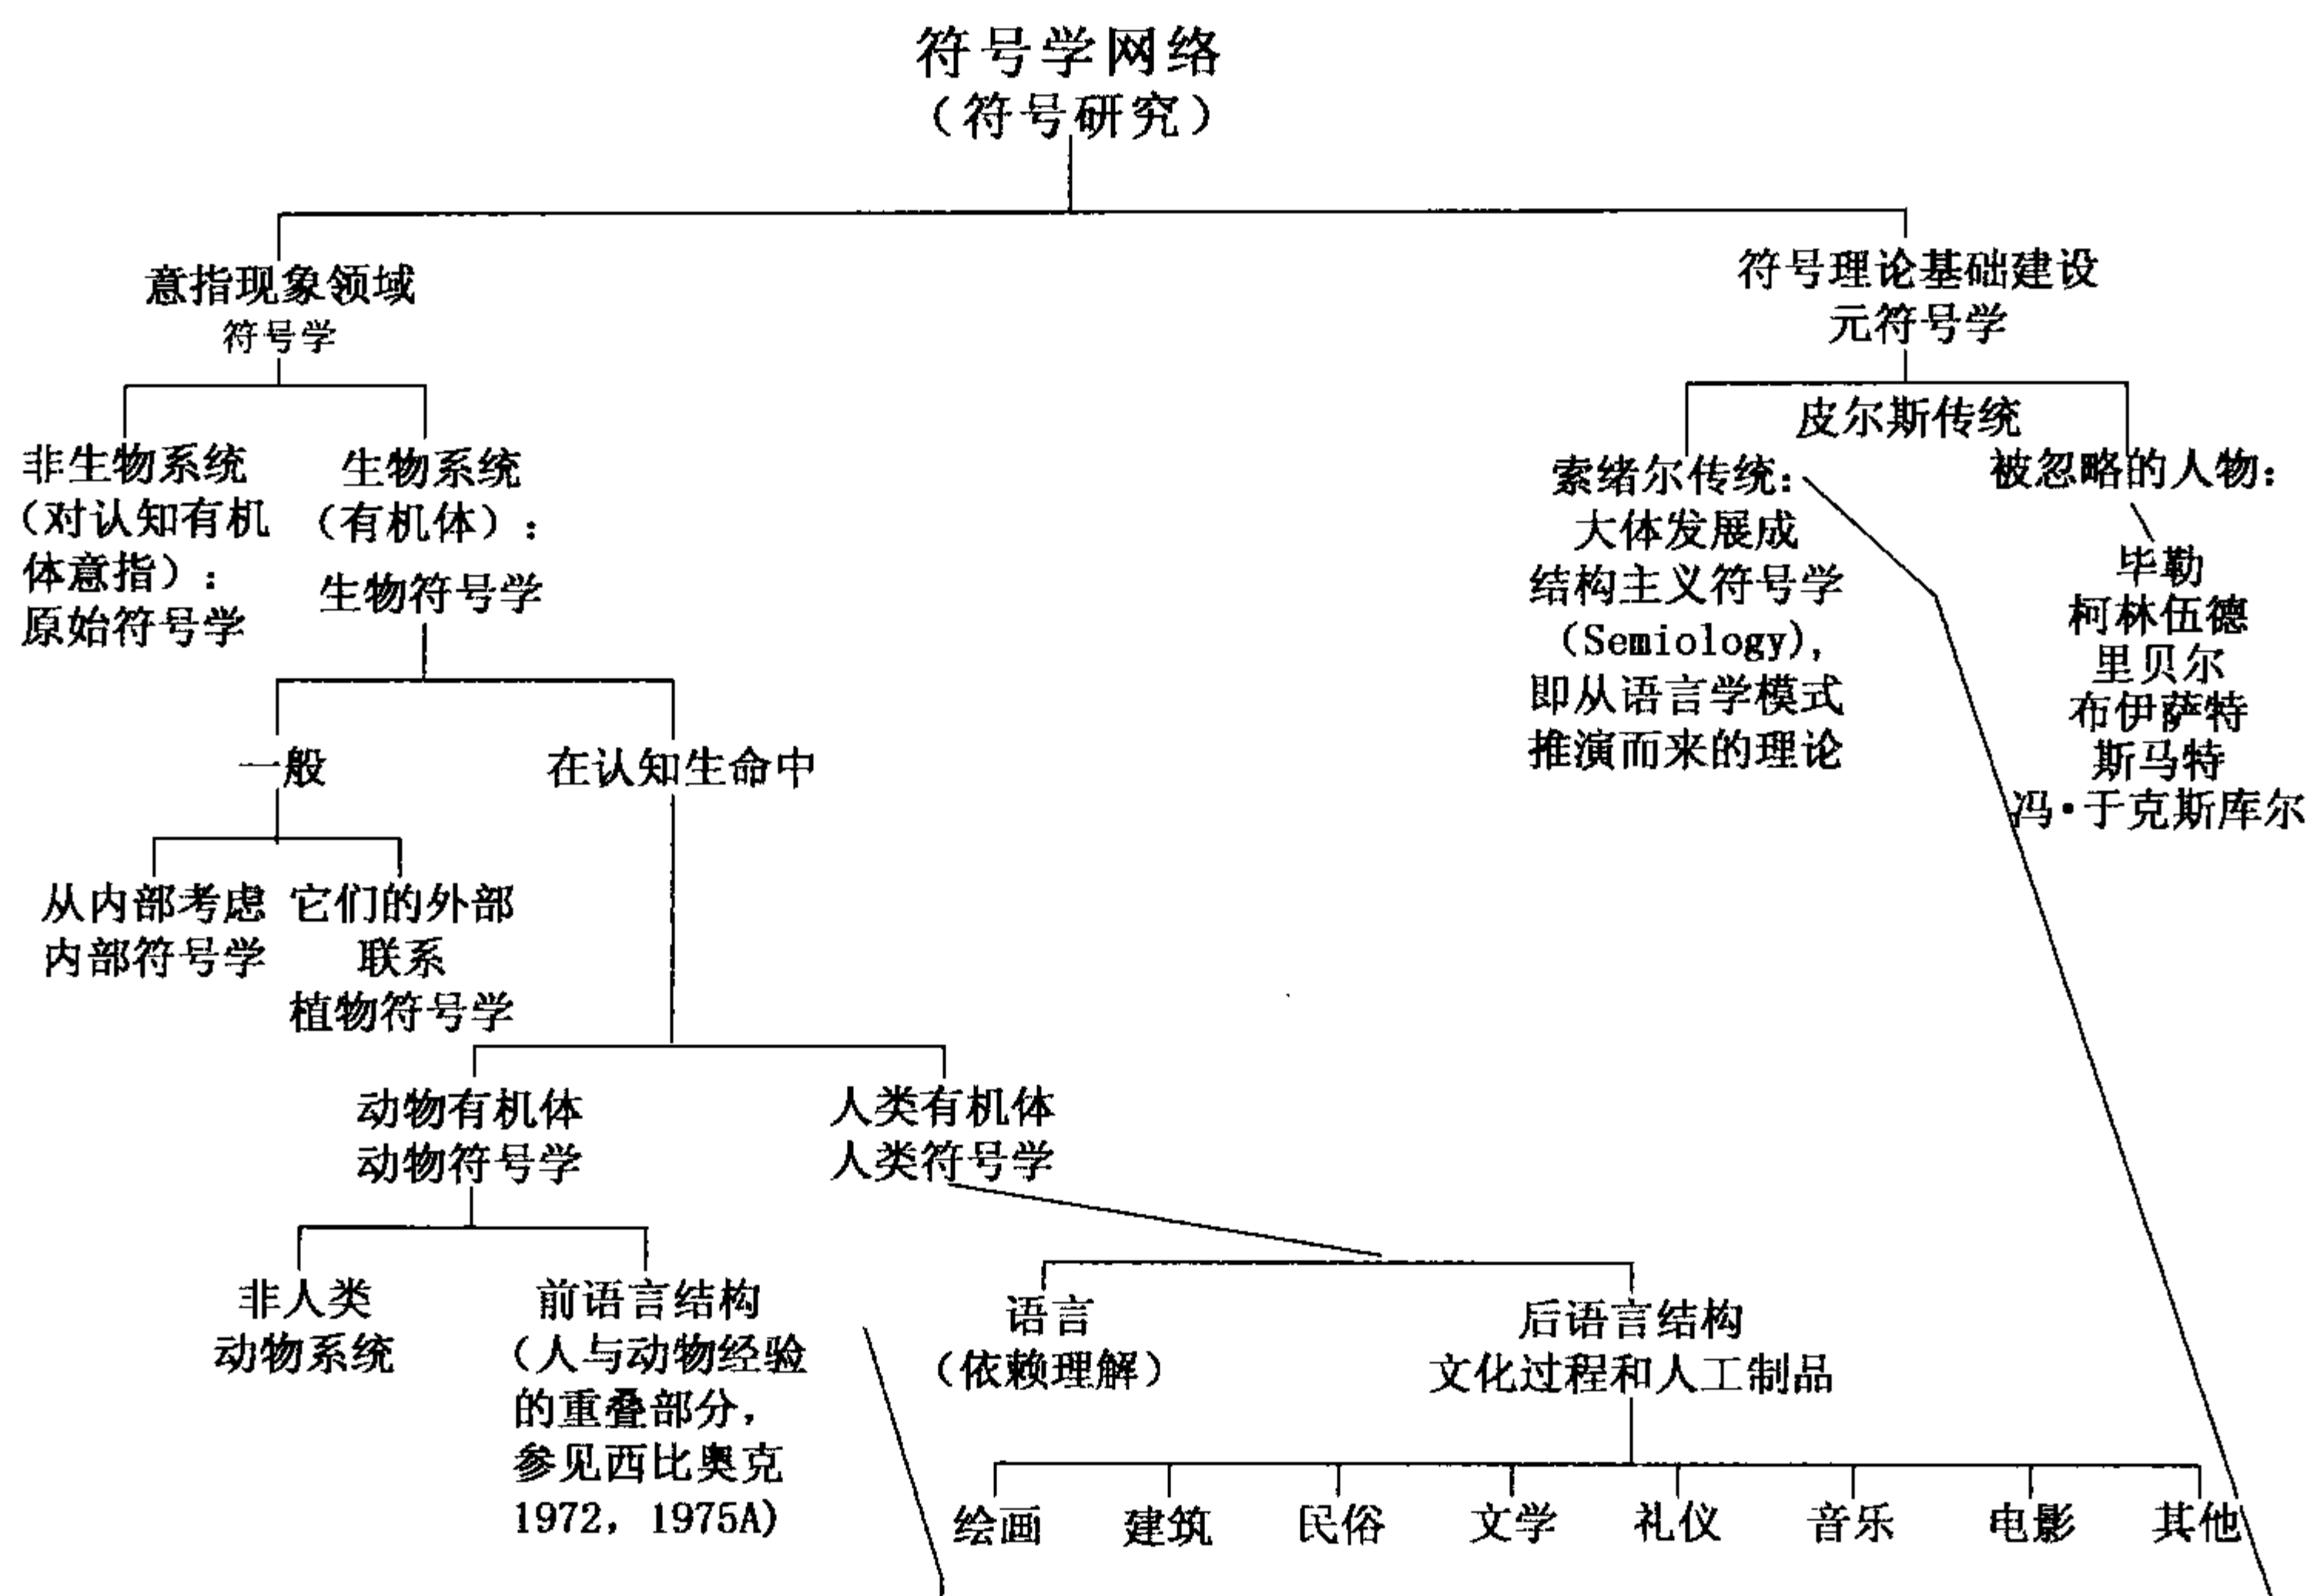 符号学网络
（符号研究）
意指现象领域
符号学
符号理论基础建设
元符号学
非生物系统
（对认知有机
体意指）：
原始符号学
生物系统
（有机体）：
生物符号学
皮尔斯传统
索绪尔传统：
大体发展成
结构主义符号学
（Semiology），
即从语言学模式
推演而来的理论
被忽略的人物：
毕勒
柯林伍德
里贝尔
布伊萨特
斯马特
冯·于克斯库尔
一般
在认知生命中
从内部考虑
内部符号学
它们的外部
联系
植物符号学
动物有机体
动物符号学
人类有机体
人类符号学
非人类
动物系统
前语言结构
（人与动物经验
的重叠部分，
参见西比奥克
1972，1975A)
语言
（依赖理解）
后语言结构
文化过程和人工制品
绘画
建筑
民俗
文学
礼仪
音乐
电影
其他